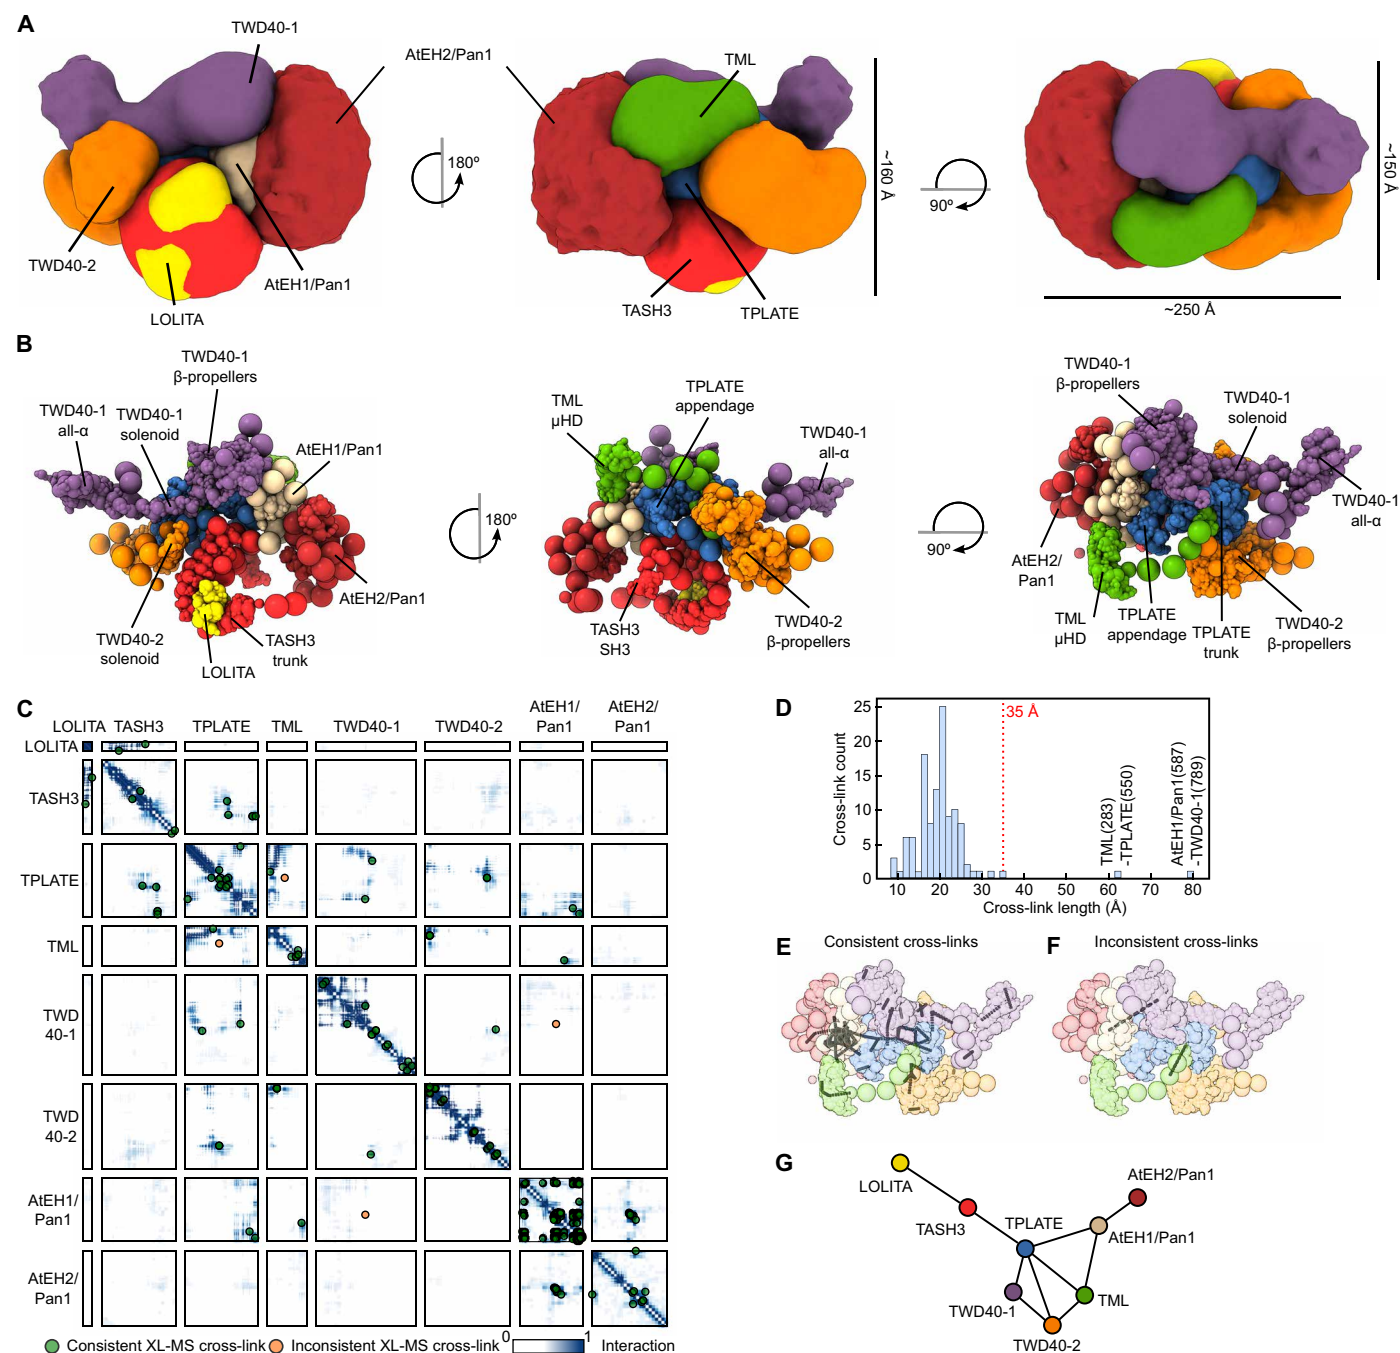 A
TWD40-1
AtEH2/Pan1
TML
180º
~160 Å
90º
~150 Å
TWD40-2
AtEH1/Pan1
LOLITA
TASH3
TPLATE
~250 Å
B
TWD40-1
β-propellers
TWD40-1
all-α
TWD40-1
solenoid
AtEH1/Pan1
AtEH2/Pan1
TWD40-2
solenoid
LOLITA
TASH3
trunk
180º
TML
μHD
TPLATE
appendage
TWD40-1
all-α
TASH3
SH3
TWD40-2
β-propellers
90º
TWD40-1
β-propellers
TWD40-1
solenoid
TWD40-1
all-α
AtEH2/
Pan1
TML
μHD
TPLATE
appendage
TPLATE
trunk
TWD40-2
β-propellers
C
LOLITA TASH3 TPLATE TML TWD40-1 TWD40-2
AtEH1/
Pan1
AtEH2/
Pan1
LOLITA
TASH3
TPLATE
TML
TWD
40-1
TWD
40-2
AtEH1/
Pan1
AtEH2/
Pan1
Consistent XL-MS cross-link
Inconsistent XL-MS cross-link
0 1
Interaction
D
Cross-link count
25
20
15
10
5
0
35 Å
TML(283)
-TPLATE(550)
AtEH1/Pan1(587)
-TWD40-1(789)
10 20 30 40 50 60 70 80
Cross-link length (Å)
E
Consistent cross-links
F
Inconsistent cross-links
G
LOLITA
TASH3
TPLATE
AtEH2/Pan1
AtEH1/Pan1
TWD40-1
TML
TWD40-2